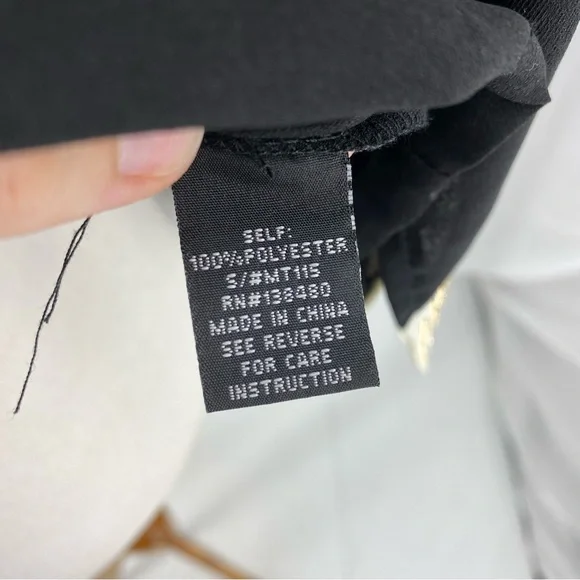 SELF:
100%POLYESTER
S/#MT115
RN#138480
MADE IN CHINA
SEE REVERSE
FOR CARE
INSTRUCTION